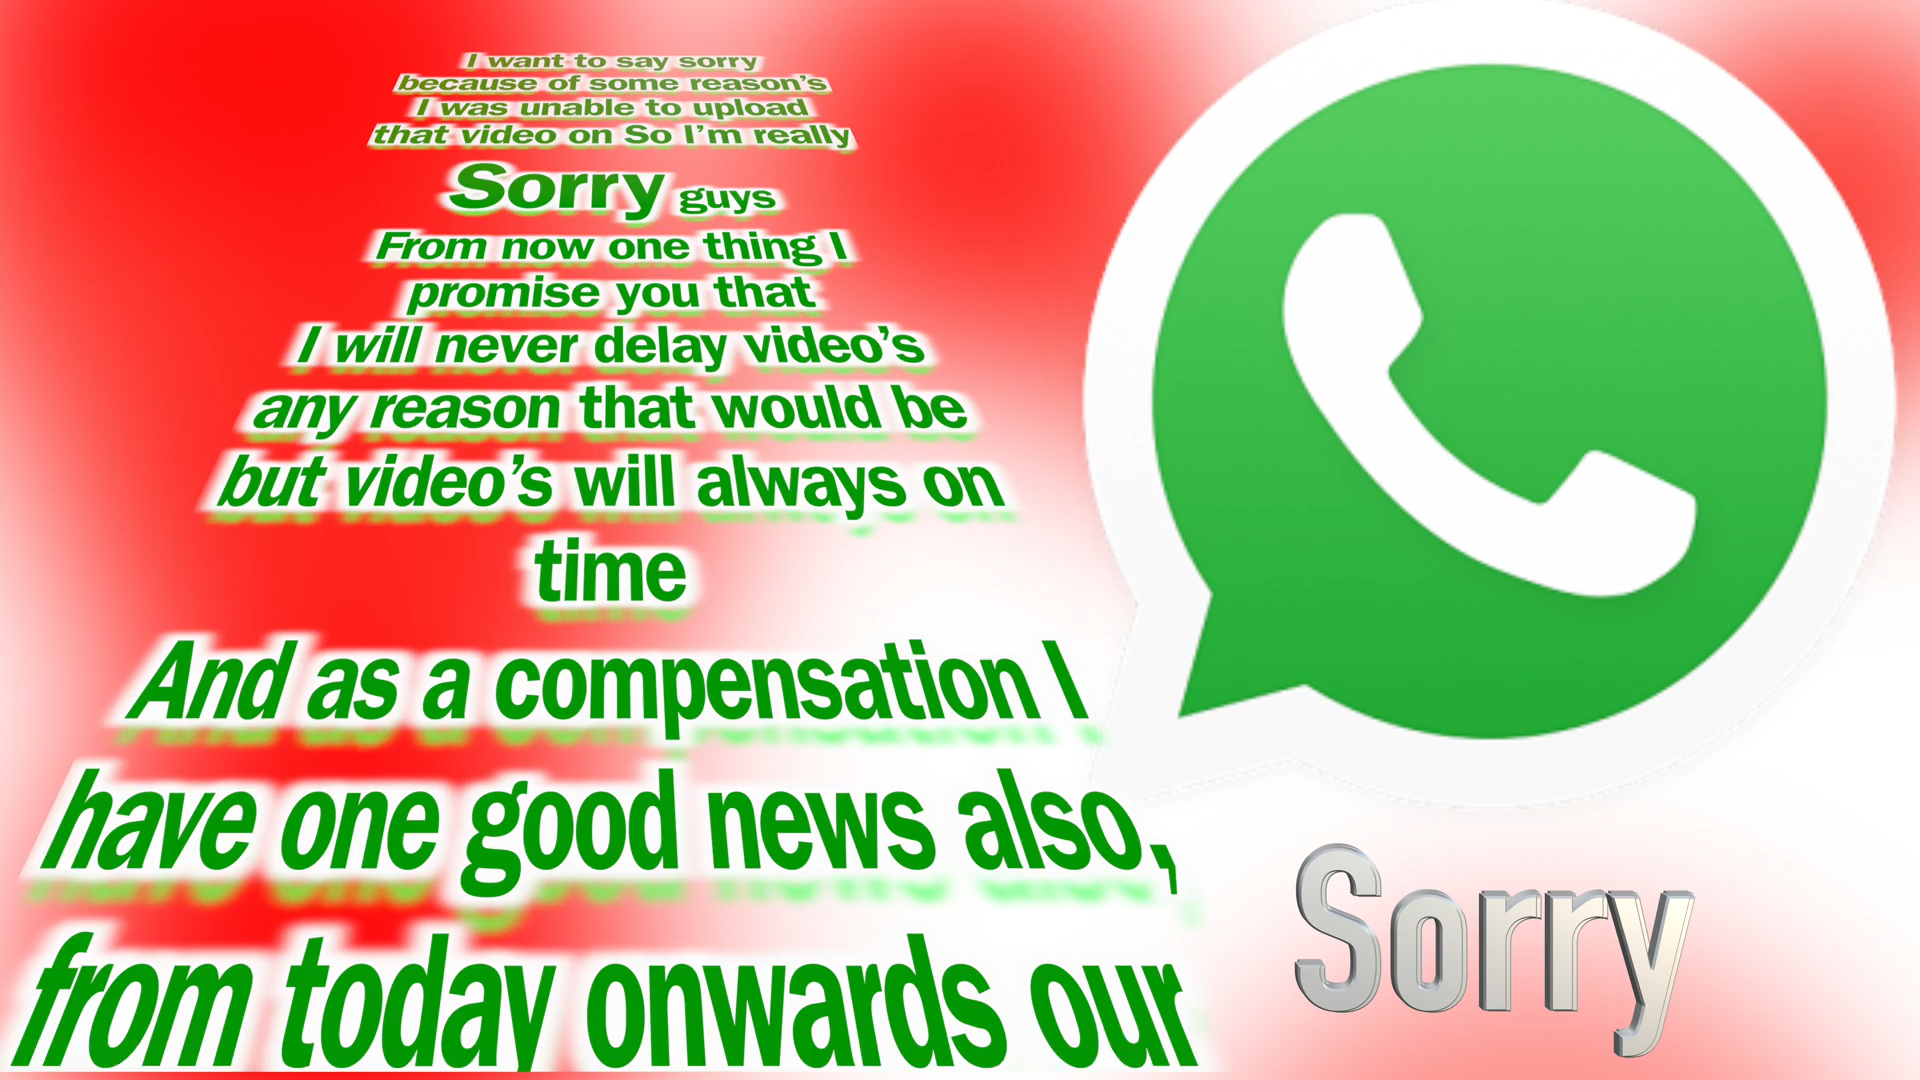 I want to say sorry
because of some reason's
I was unable to upload
that video on So I'm really
Sorry guys
From now one thing I
promise you that
I will never delay video's
any reason that would be
but video's will always on
time
And as a compensation I
have one good news also,
from today onwards our
Sorry